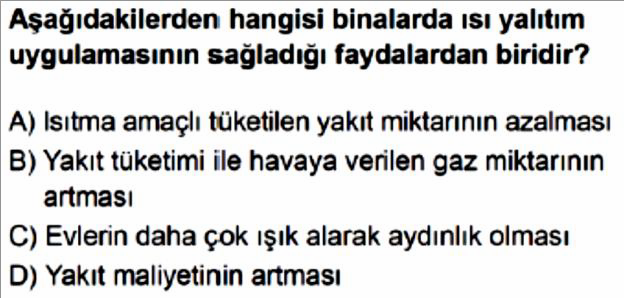 Aşağıdakilerden hangisi binalarda ısı yalıtım
uygulamasının sağladığı faydalardan biridir?
A) Isıtma amaçlı tüketilen yakıt miktarının azalması
B) Yakıt tüketimi ile havaya verilen gaz miktarının
artması
C) Evlerin daha çok ışık alarak aydınlık olması
D) Yakıt maliyetinin artması